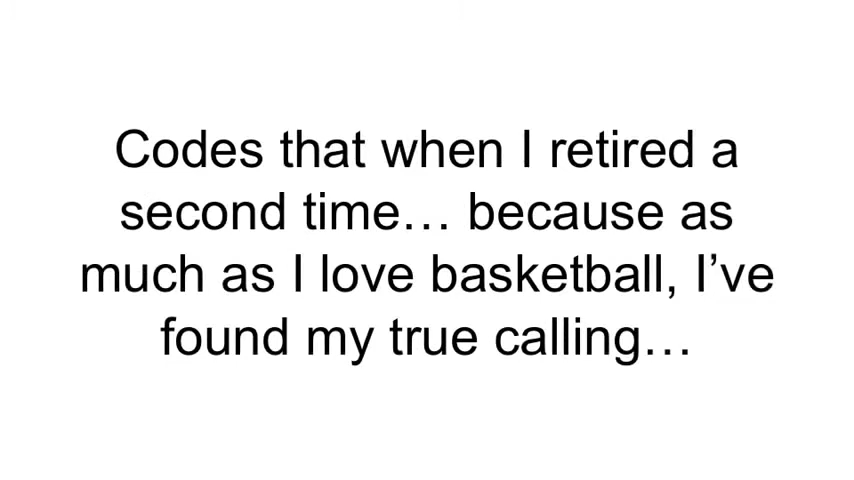 Codes that when I retired a
second time… because as
much as I love basketball, I’ve
found my true calling…